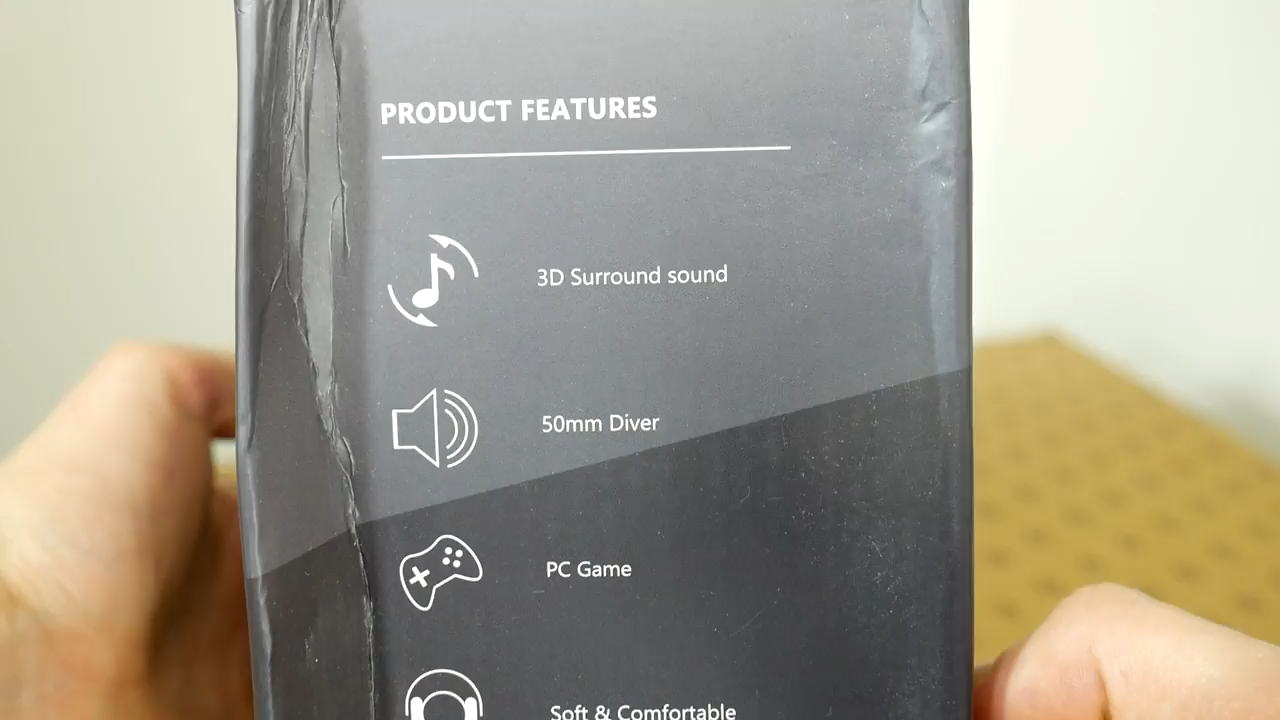 PRODUCT FEATURES
3D Surround sound
50mm Diver
PC Game
Soft & Comfortable